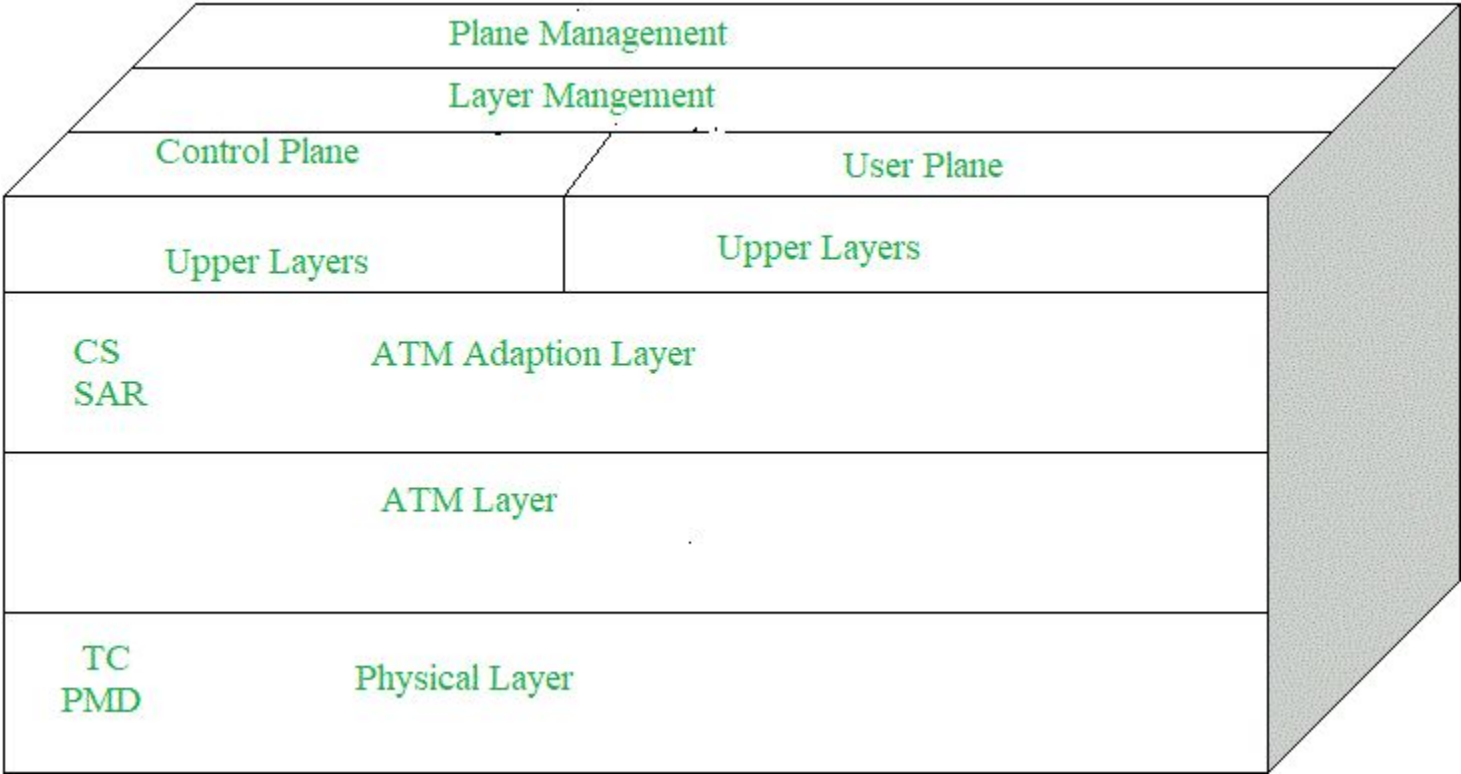 Plane Management
Layer Mangement
Control Plane
User Plane
Upper Layers
Upper Layers
CS
SAR
ATM Adaption Layer
ATM Layer
TC
PMD
Physical Layer